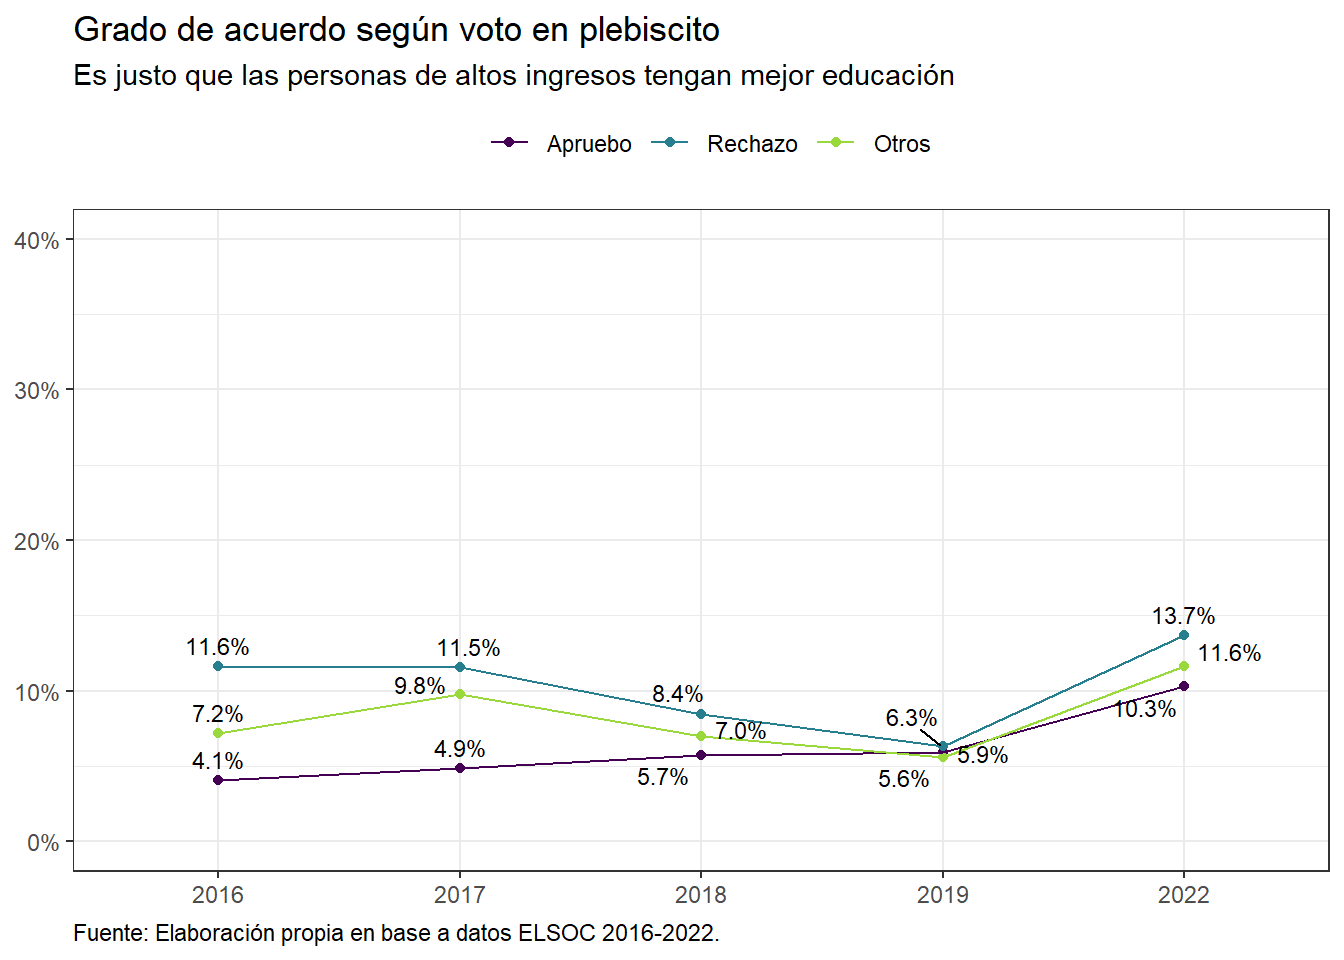 Grado de acuerdo según voto en plebiscito
Es justo que las personas de altos ingresos tengan mejor educación
Apruebo Rechazo Otros
40%
30%
20%
10%
0%
13.7%
11.6%
11.6% 11.5%
9.8% 8.4%
10.3%
7.2% 6.3%
7.0%
4.1% 4.9% 5.9%
5.7% 5.6%
2016 2017 2018 2019 2022
Fuente: Elaboración propia en base a datos ELSOC 2016-2022.